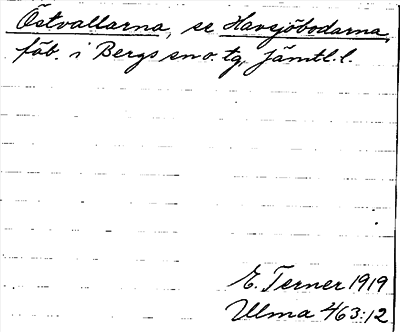 Östvallarna, se Havsjöbodarna,
fäb. i Bergs sn o. tg, Jämtl. l.
E. Terner 1919
Ulma 463:12